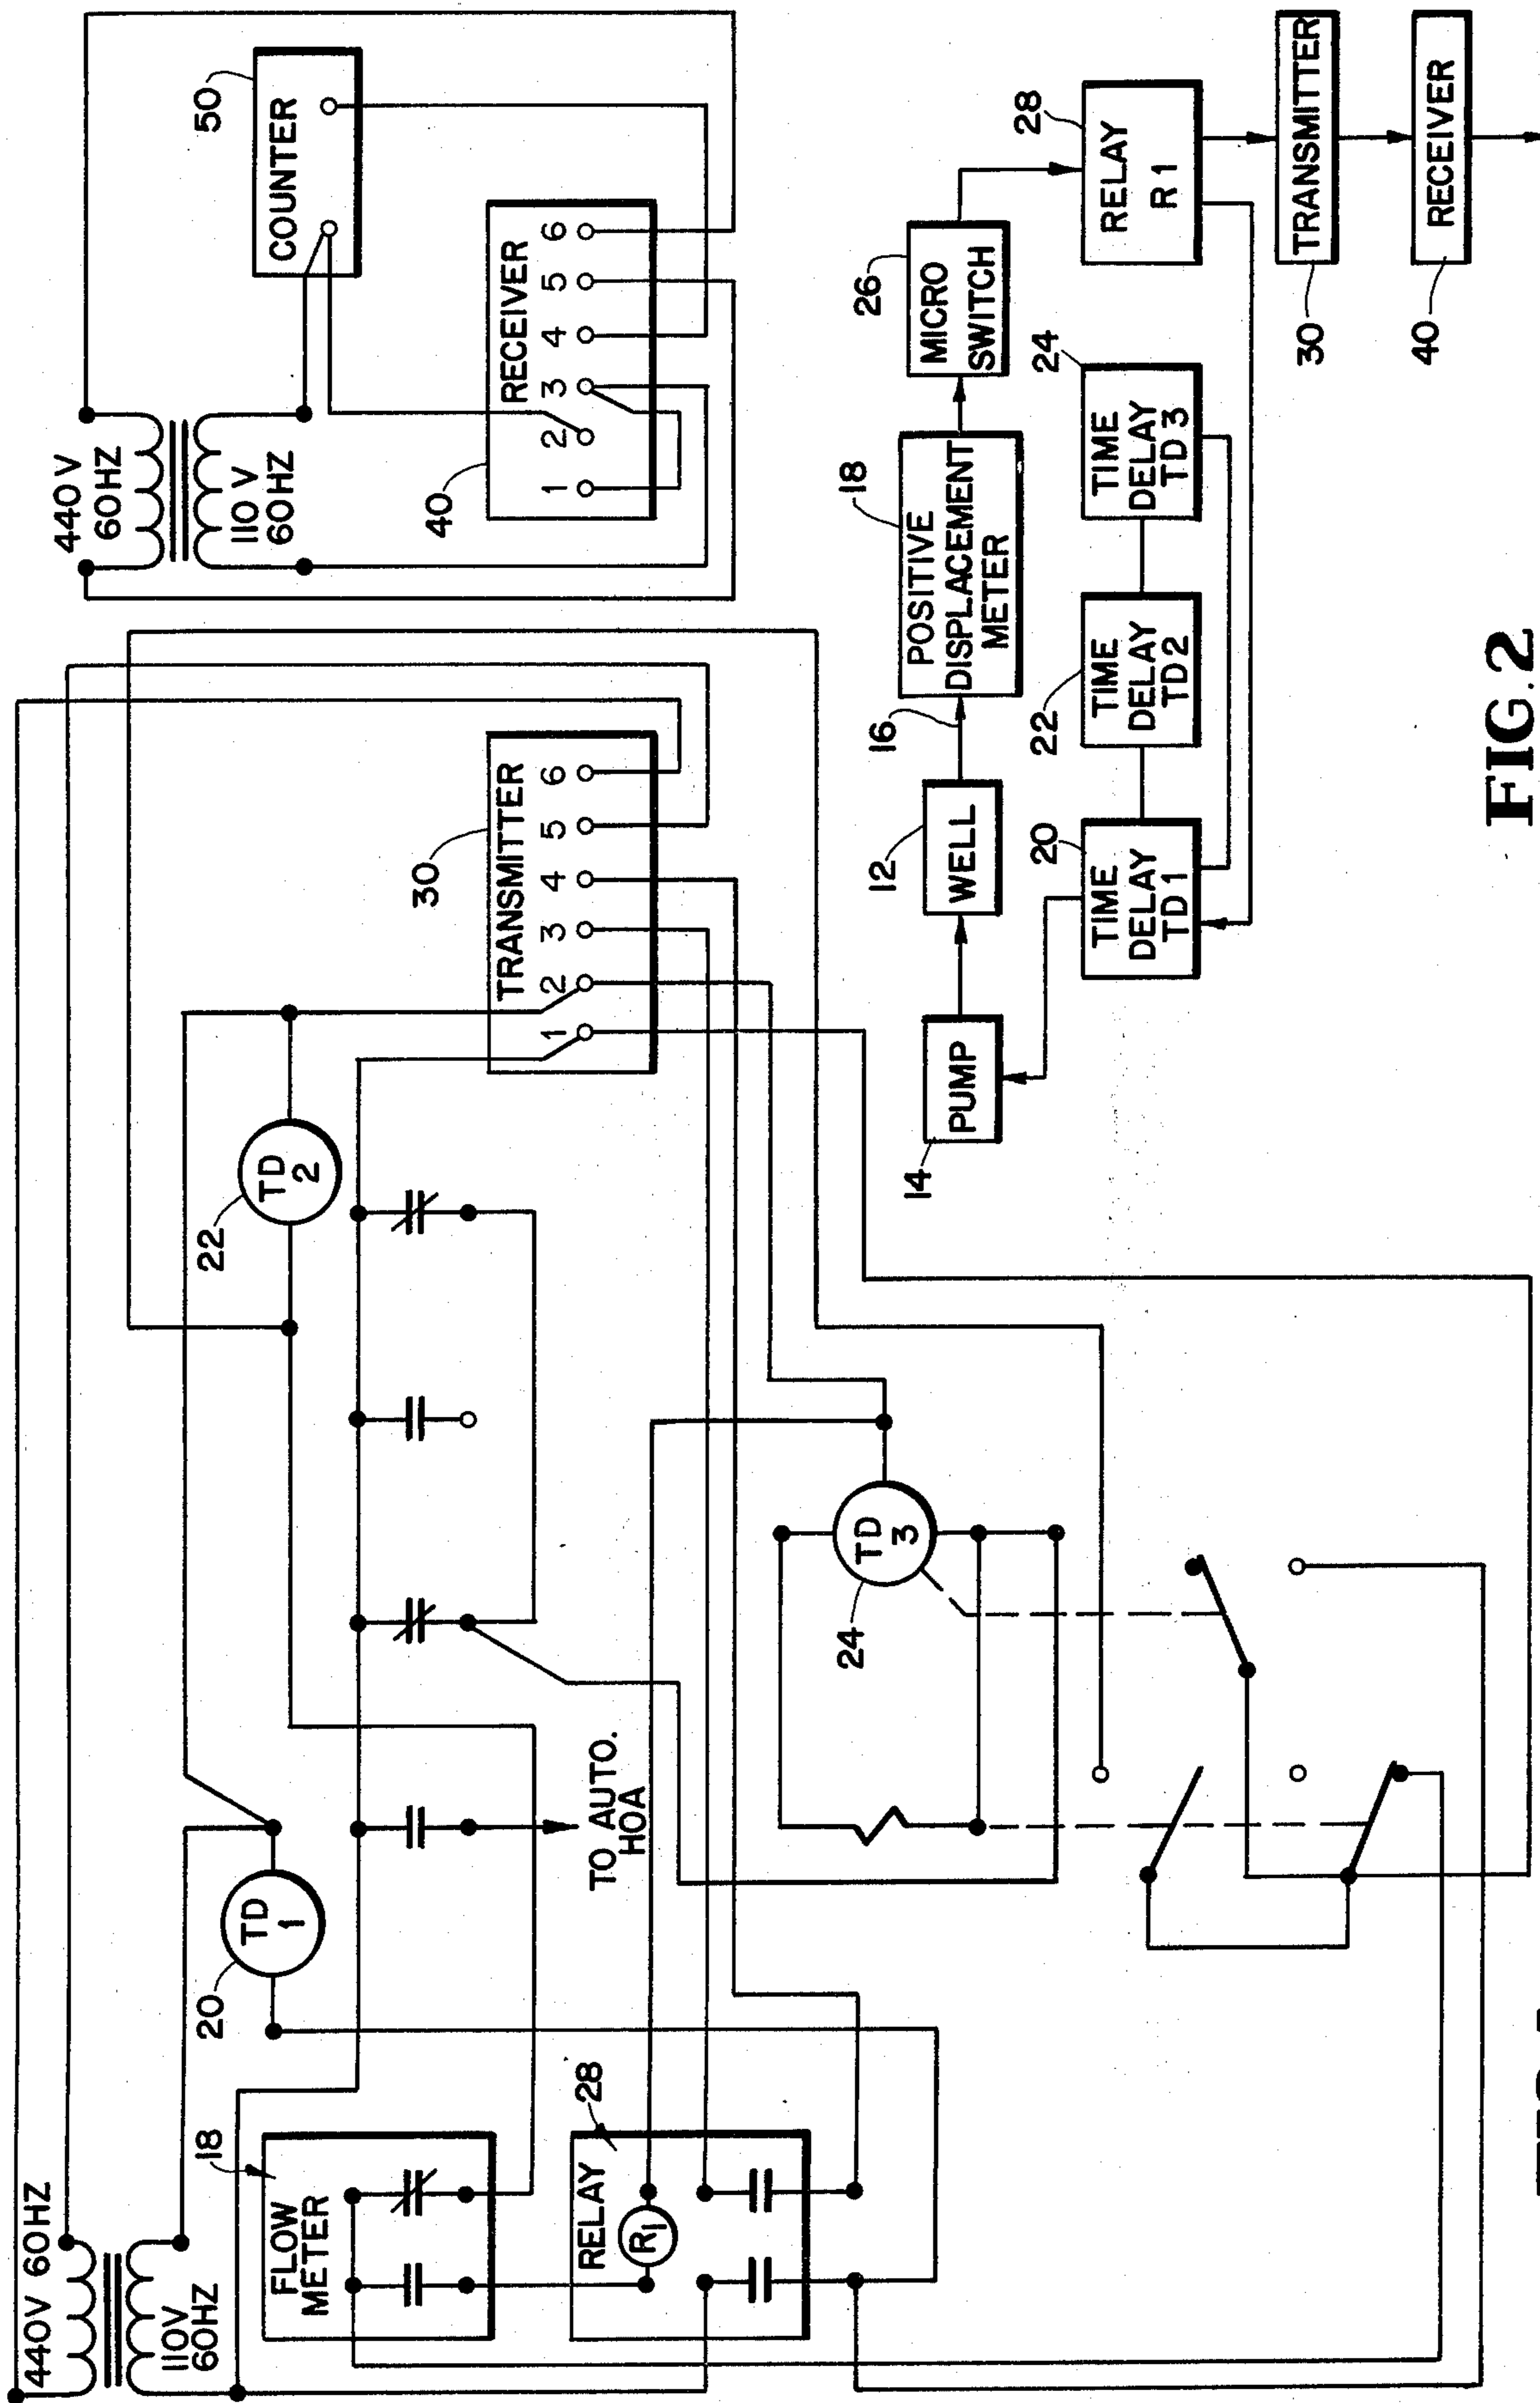 440V 60HZ
110V
60HZ
18
FLOW
METER
RELAY
28
R1
20
TD
1
TO AUTO.
HOA
22
TD
2
24
TD
3
30
TRANSMITTER
1 2 3 4 5 6
440V
60HZ
110V
60HZ
50
COUNTER
40
RECEIVER
1 2 3 4 5 6
14
PUMP
12
WELL
16
18
POSITIVE
DISPLACEMENT
METER
26
MICRO
SWITCH
28
RELAY
R1
20
TIME
DELAY
TD1
22
TIME
DELAY
TD2
24
TIME
DELAY
TD3
30
TRANSMITTER
40
RECEIVER
FIG. 2